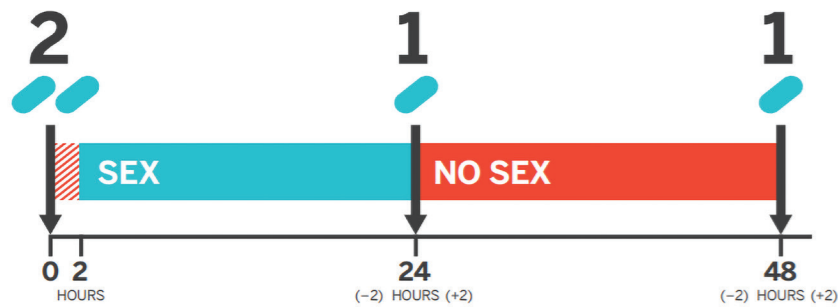 2 1 1
SEX NO SEX
0 2 24 48
HOURS (−2) HOURS (+2) (−2) HOURS (+2)